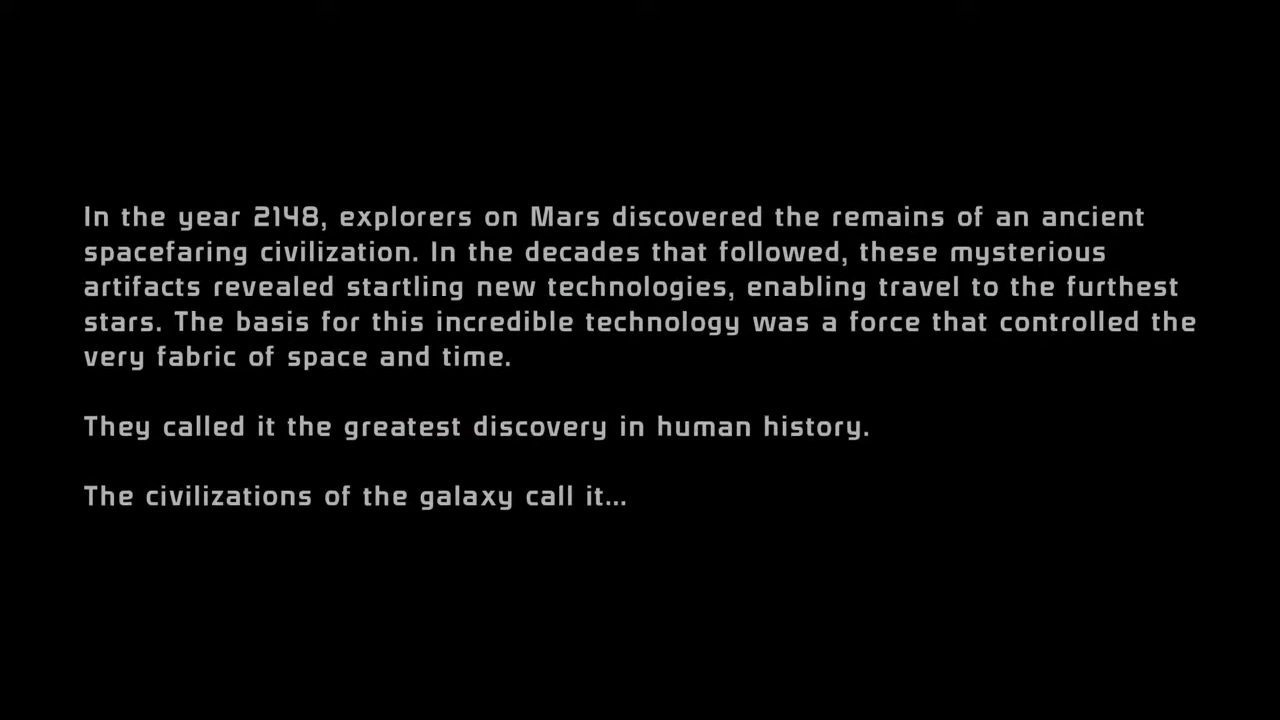 In the year 2148, explorers on Mars discovered the remains of an ancient
spacefaring civilization. In the decades that followed, these mysterious
artifacts revealed startling new technologies, enabling travel to the furthest
stars. The basis for this incredible technology was a force that controlled the
very fabric of space and time.
They called it the greatest discovery in human history.
The civilizations of the galaxy call it...